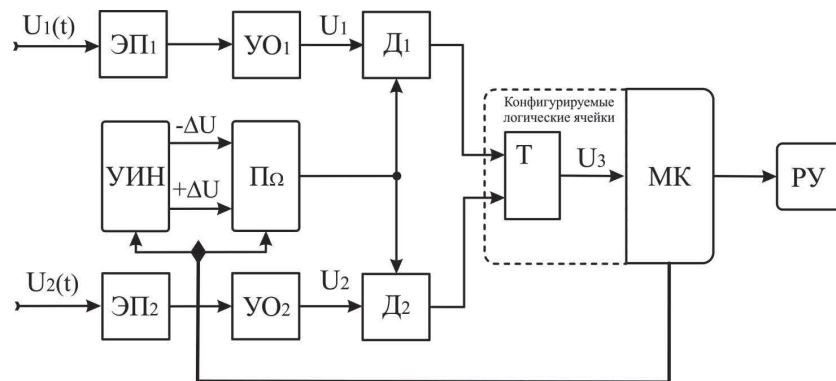 U₁(t)
ЭП₁
УО₁
U₁
Д₁
Конфигурируемые
логические ячейки
-ΔU
+ΔU
УИН
ПΩ
Т
U₃
МК
РУ
U₂(t)
ЭП₂
УО₂
U₂
Д₂